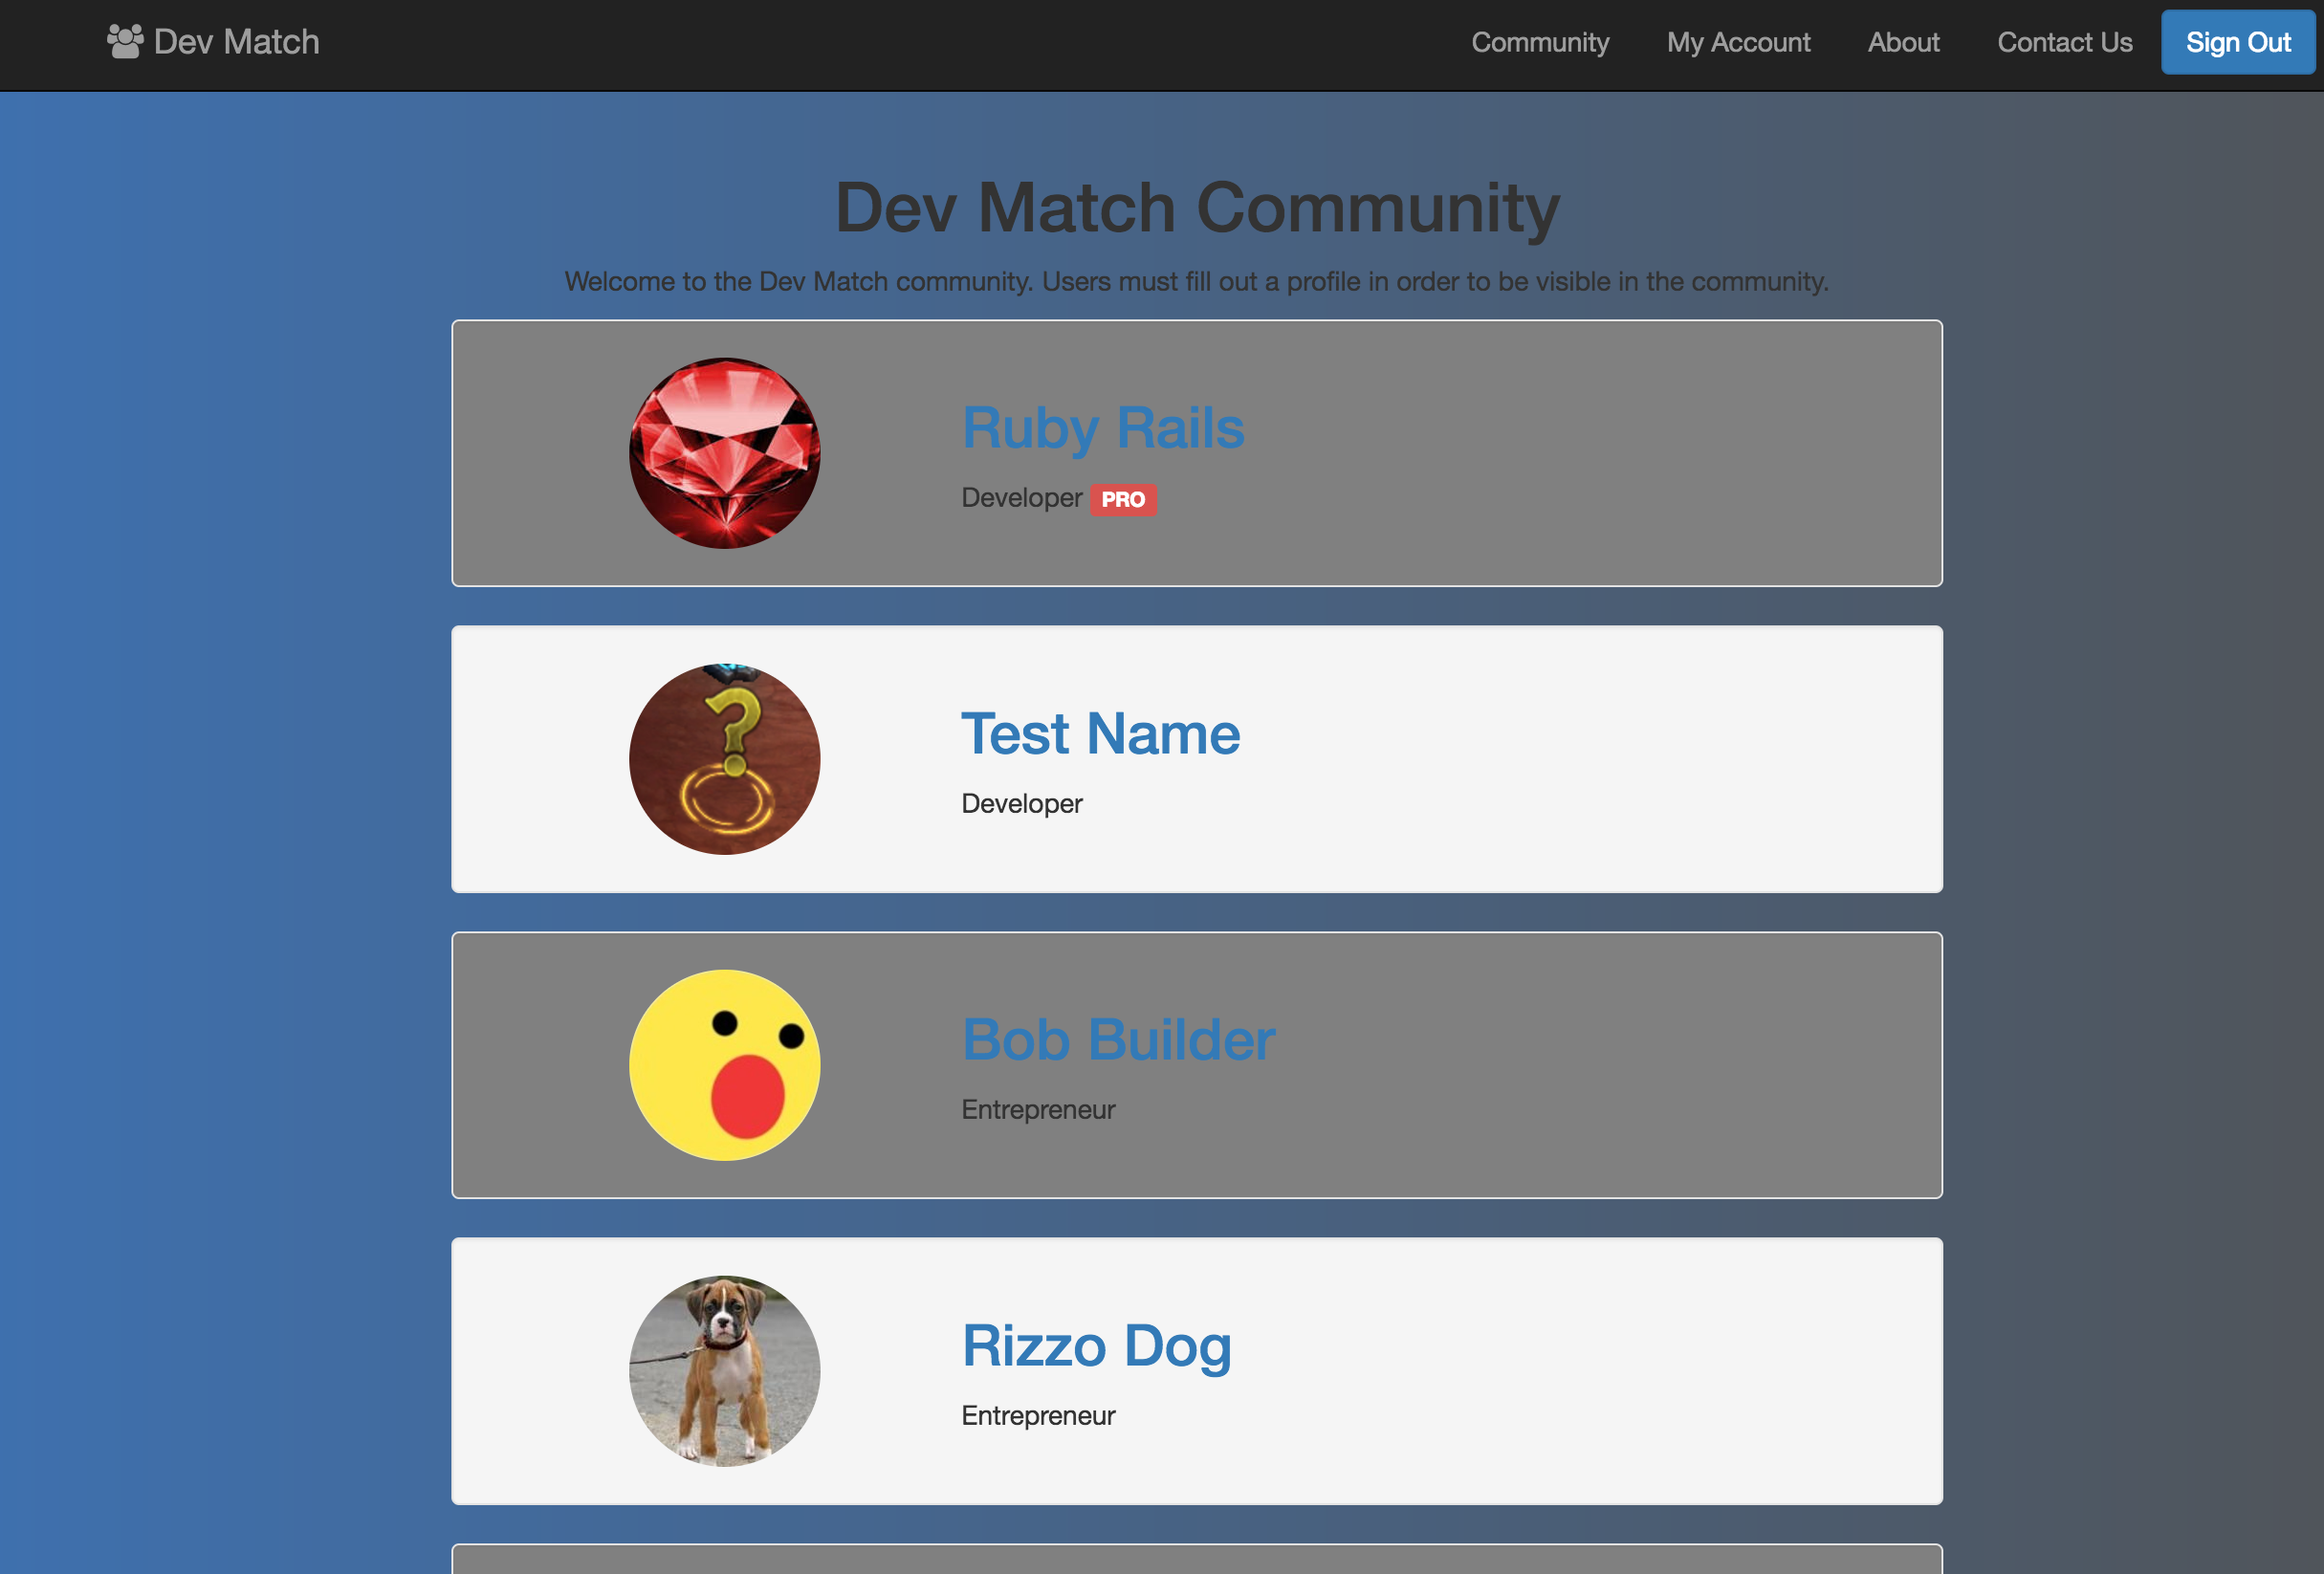 Dev Match
Community
My Account
About
Contact Us
Sign Out
Dev Match Community
Welcome to the Dev Match community. Users must fill out a profile in order to be visible in the community.
Ruby Rails
Developer PRO
Test Name
Developer
Bob Builder
Entrepreneur
Rizzo Dog
Entrepreneur